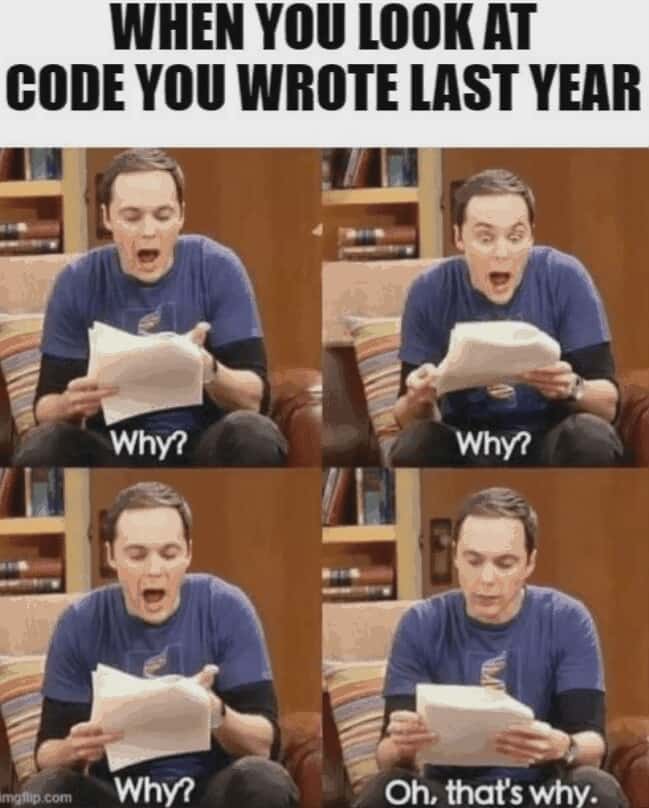 WHEN YOU LOOK AT
CODE YOU WROTE LAST YEAR
Why?
Why?
Why?
Oh, that's why.
imgflip.com